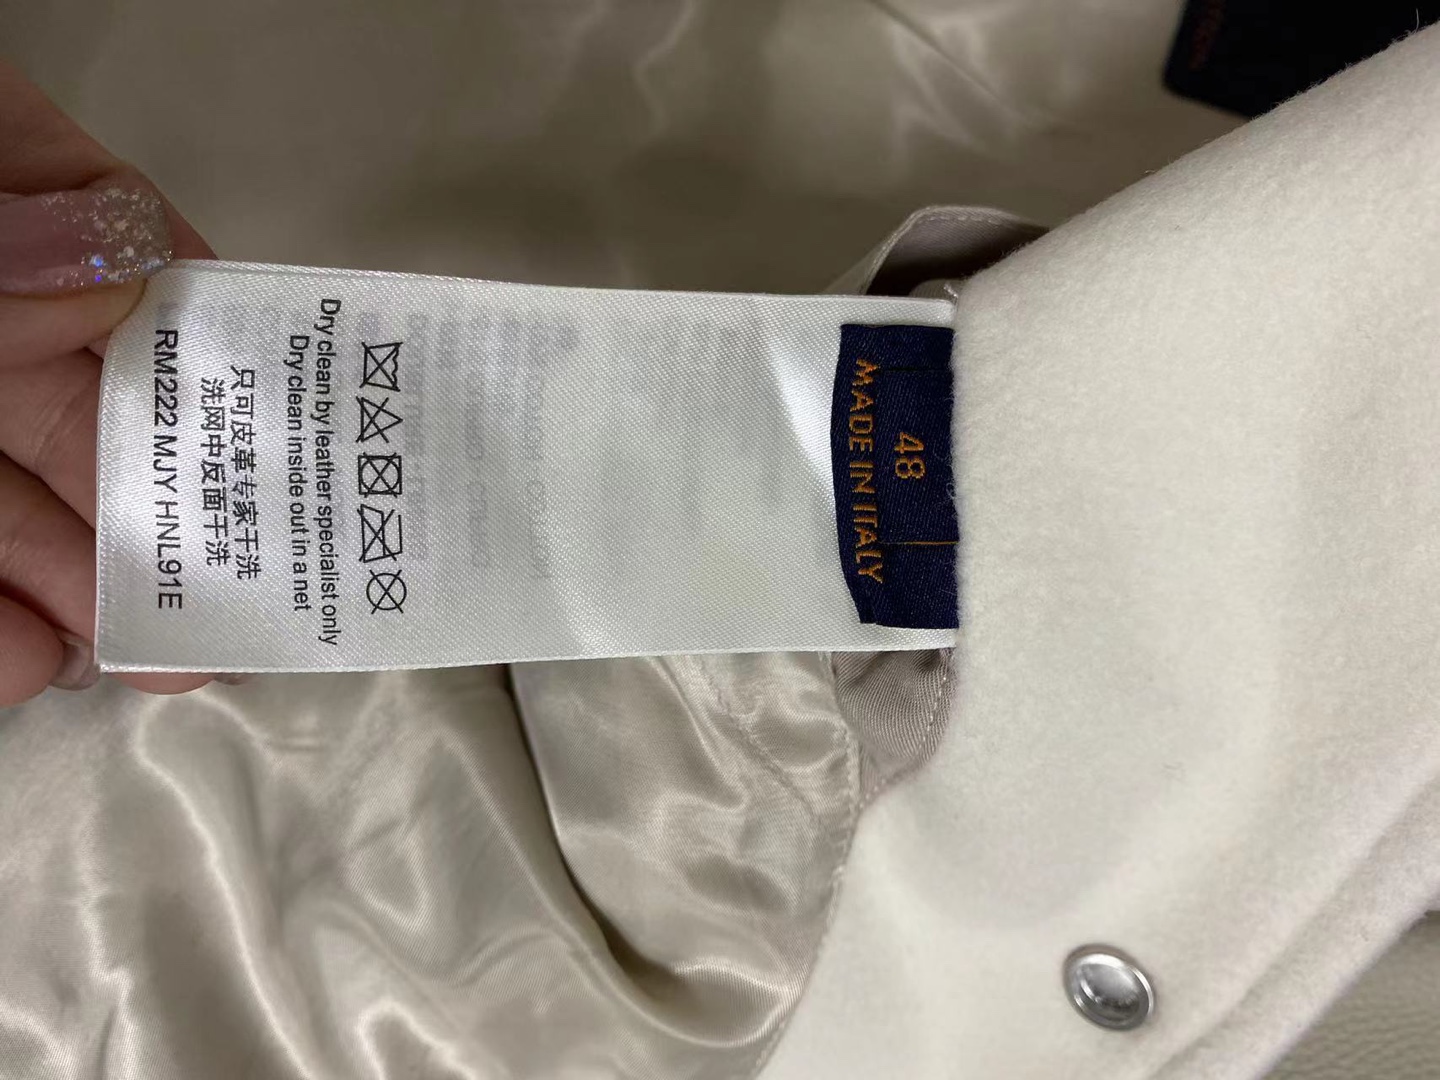 48
MADE IN ITALY
Dry clean by leather specialist only
Dry clean inside out in a net
只可皮革专家干洗
洗网中反面干洗
RM222 MJY HNL91E